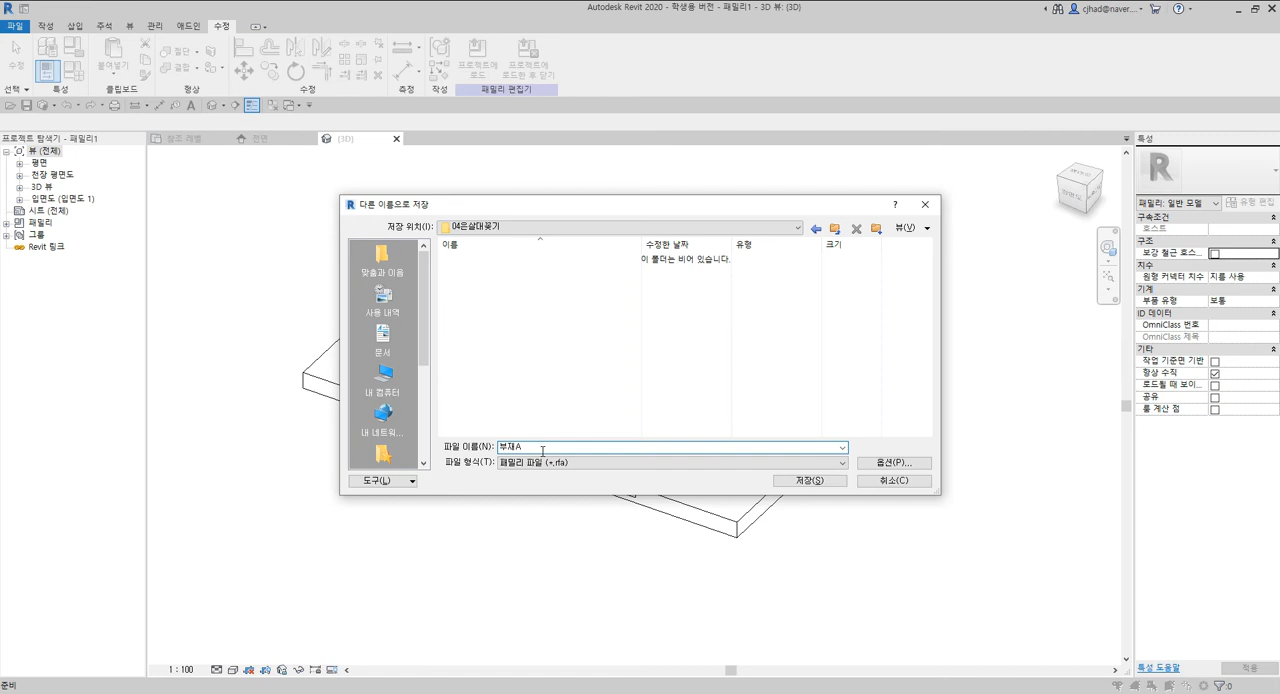 Autodesk Revit 2020 - 학생용 버전 - 패밀리1 - 3D 뷰: {3D}
cjhad@naver....
파일 작성 삽입 주석 뷰 관리 애드인 수정
수정
붙여넣기
절단
결합
프로젝트에 로드
프로젝트에 로드한 후 닫기
선택 특성 클립보드 형상 수정 측정 작성 패밀리 편집기
프로젝트 탐색기 - 패밀리1
참조 레벨
전면
{3D}
특성
뷰 (전체)
평면
천장 평면도
3D 뷰
입면도 (입면도 1)
시트 (전체)
패밀리
그룹
Revit 링크
다른 이름으로 저장
저장 위치(I):
뷰(V)
이름 수정한 날짜 유형 크기
이 폴더는 비어 있습니다.
사용 내역
문서
내 컴퓨터
내 네트워...
파일 이름(N): 부재A
파일 형식(T): 패밀리 파일 (*.rfa)
옵션(P)...
도구(L)
저장(S)
취소(C)
패밀리: 일반 모델
유형 편집
구속조건
호스트
구조
보강 철근 호스...
치수
원형 커넥터 치수 지름 사용
기계
부품 유형 보통
ID 데이터
OmniClass 번호
OmniClass 제목
기타
작업 기준면 기반
항상 수직
로드될 때 보이...
공유
룸 계산 점
특성 도움말
적용
1 : 100
준비
:0